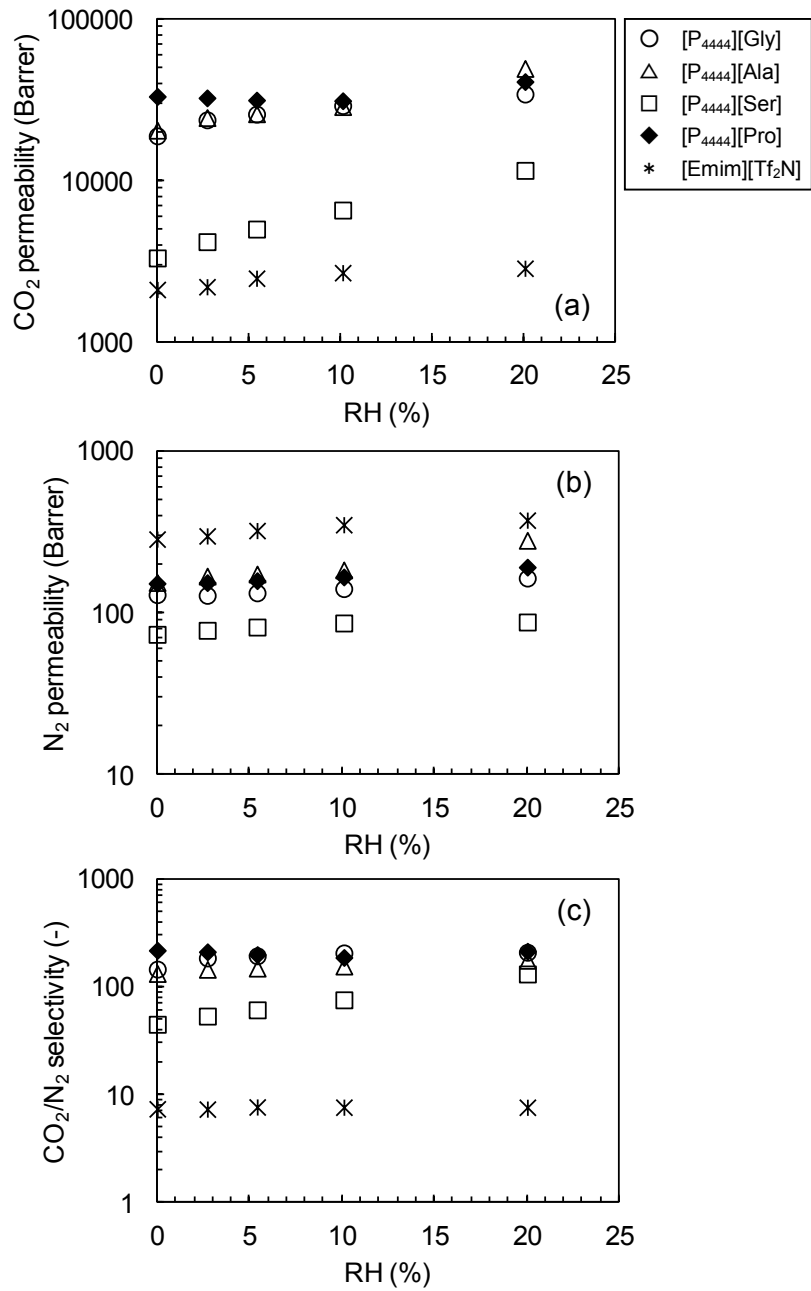 100000
10000
1000
CO₂ permeability (Barrer)
(a)
0 5 10 15 20 25
RH (%)
[P₄₄₄₄][Gly]
[P₄₄₄₄][Ala]
[P₄₄₄₄][Ser]
[P₄₄₄₄][Pro]
[Emim][Tf₂N]
1000
100
10
N₂ permeability (Barrer)
(b)
0 5 10 15 20 25
RH (%)
1000
100
10
1
CO₂/N₂ selectivity (-)
(c)
0 5 10 15 20 25
RH (%)